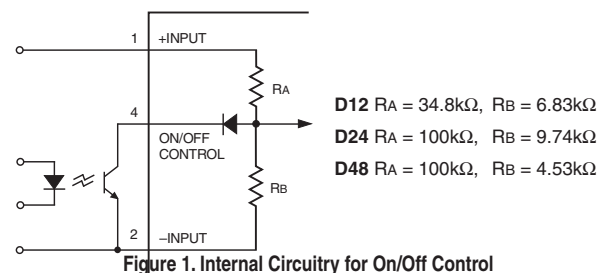 1
+INPUT
RA
4
ON/OFF
CONTROL
RB
2
–INPUT
D12 RA = 34.8kΩ, RB = 6.83kΩ
D24 RA = 100kΩ, RB = 9.74kΩ
D48 RA = 100kΩ, RB = 4.53kΩ
Figure 1. Internal Circuitry for On/Off Control